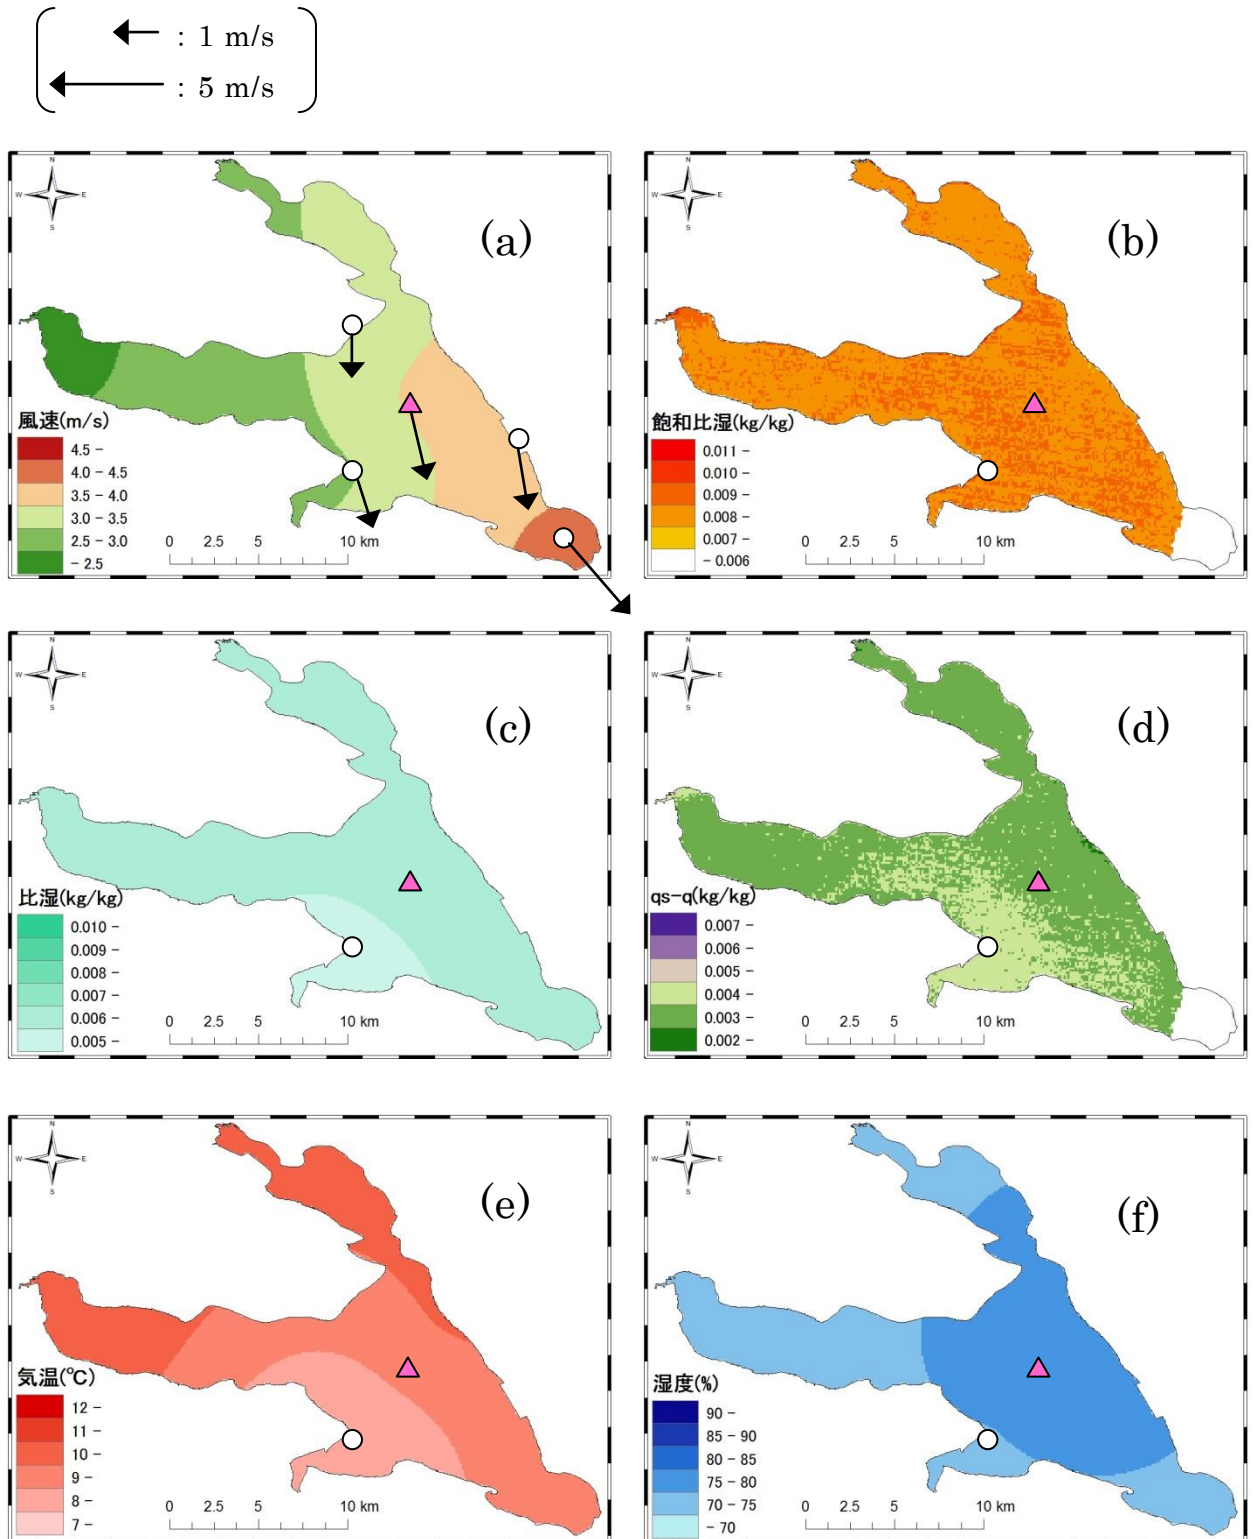 : 1 m/s
: 5 m/s
(a)
N
W
E
S
風速(m/s)
4.5 -
4.0 - 4.5
3.5 - 4.0
3.0 - 3.5
2.5 - 3.0
- 2.5
0 2.5 5 10 km
(b)
N
W
E
S
飽和比湿(kg/kg)
0.011 -
0.010 -
0.009 -
0.008 -
0.007 -
- 0.006
0 2.5 5 10 km
(c)
N
W
E
S
比湿(kg/kg)
0.010 -
0.009 -
0.008 -
0.007 -
0.006 -
0.005 -
0 2.5 5 10 km
(d)
N
W
E
S
qs-q(kg/kg)
0.007 -
0.006 -
0.005 -
0.004 -
0.003 -
0.002 -
0 2.5 5 10 km
(e)
N
W
E
S
気温(℃)
12 -
11 -
10 -
9 -
8 -
7 -
0 2.5 5 10 km
(f)
N
W
E
S
湿度(%)
90 -
85 - 90
80 - 85
75 - 80
70 - 75
- 70
0 2.5 5 10 km